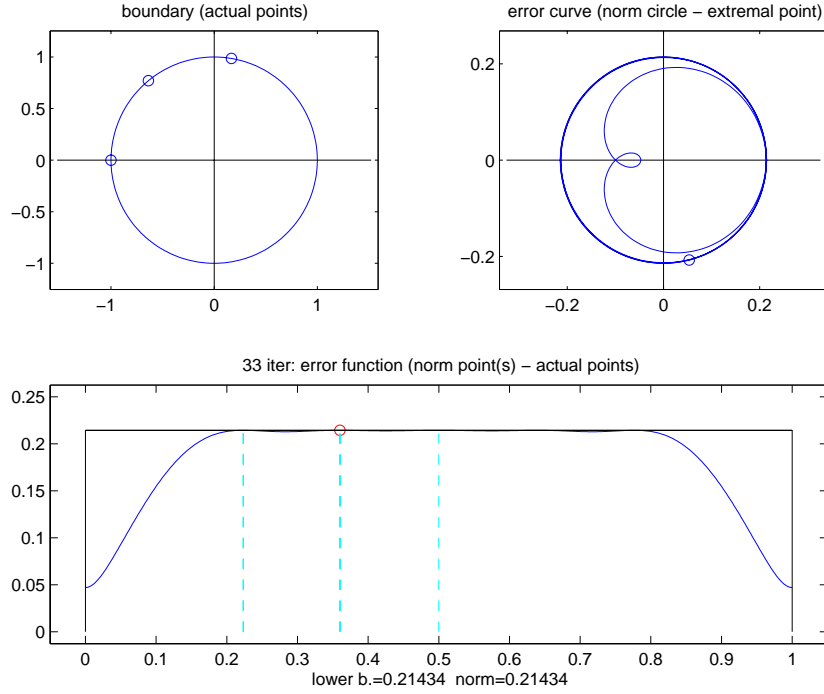 boundary (actual points)
1
0.5
0
−0.5
−1
−1 0 1
error curve (norm circle − extremal point)
0.2
0
−0.2
−0.2 0 0.2
33 iter: error function (norm point(s) − actual points)
0.25
0.2
0.15
0.1
0.05
0
0 0.1 0.2 0.3 0.4 0.5 0.6 0.7 0.8 0.9 1
lower b.=0.21434 norm=0.21434